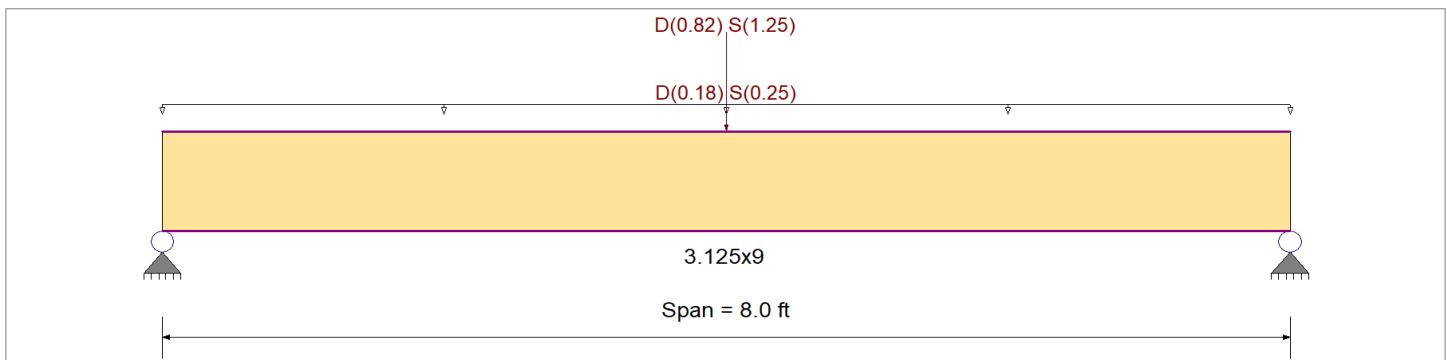 D(0.82) S(1.25)
D(0.18) S(0.25)
3.125x9
Span = 8.0 ft